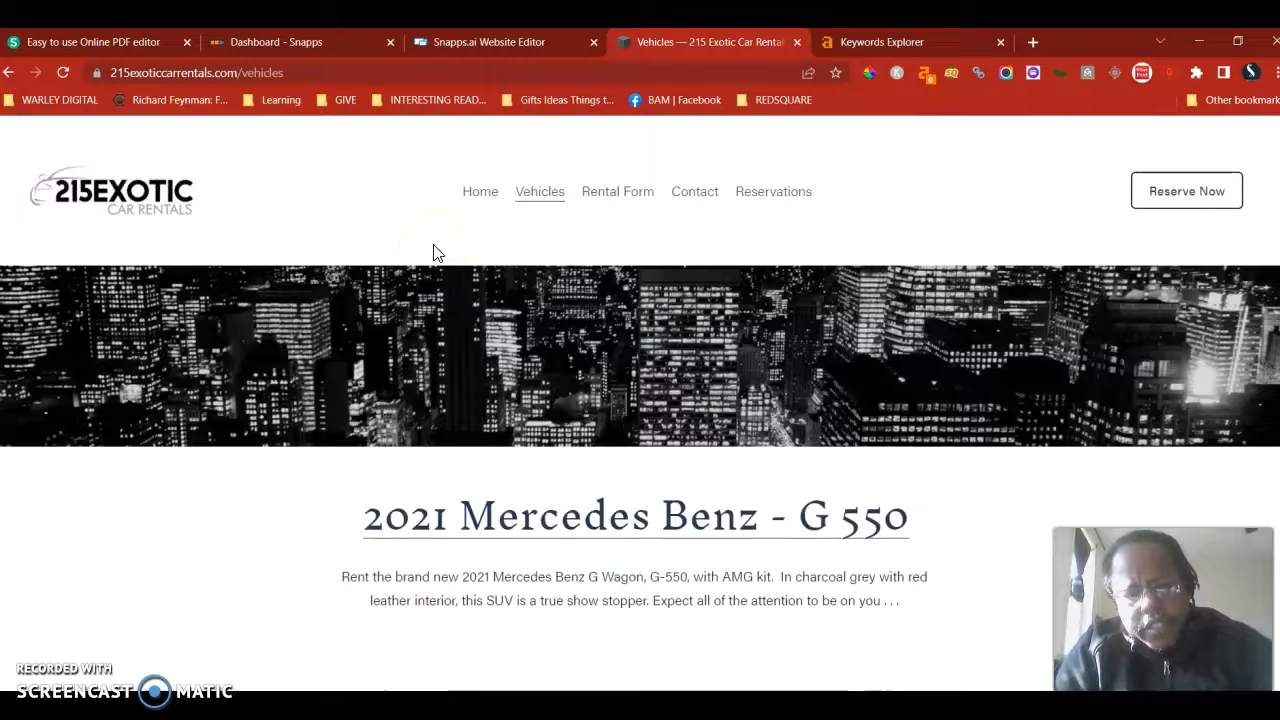 Easy to use Online PDF editor
Dashboard - Snapps
Snapps.ai Website Editor
Vehicles — 215 Exotic Car Renta
Keywords Explorer
215exoticcarrentals.com/vehicles
WARLEY DIGITAL
Richard Feynman: F...
Learning
GIVE
INTERESTING READ...
Gifts Ideas Things t...
BAM | Facebook
REDSQUARE
Other bookmark
215EXOTIC
CAR RENTALS
Home
Vehicles
Rental Form
Contact
Reservations
Reserve Now
2021 Mercedes Benz - G 550
Rent the brand new 2021 Mercedes Benz G Wagon, G-550, with AMG kit. In charcoal grey with red
leather interior, this SUV is a true show stopper. Expect all of the attention to be on you . . .
RECORDED WITH
SCREENCAST MATIC